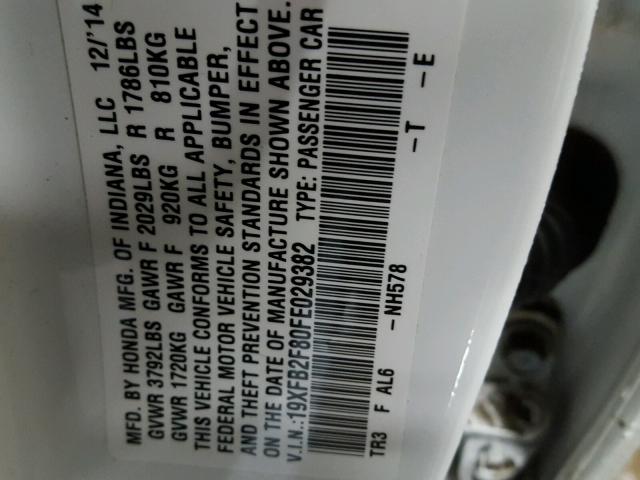 MFD. BY HONDA MFG. OF INDIANA, LLC 12/'14
GVWR 3792LBS GAWR F 2029LBS R 1786LBS
GVWR 1720KG GAWR F 920KG R 810KG
THIS VEHICLE CONFORMS TO ALL APPLICABLE
FEDERAL MOTOR VEHICLE SAFETY, BUMPER,
AND THEFT PREVENTION STANDARDS IN EFFECT
ON THE DATE OF MANUFACTURE SHOWN ABOVE.
V.I.N.:19XFB2F80FE029382 TYPE: PASSENGER CAR
TR3 F AL6 -NH578 -T -E